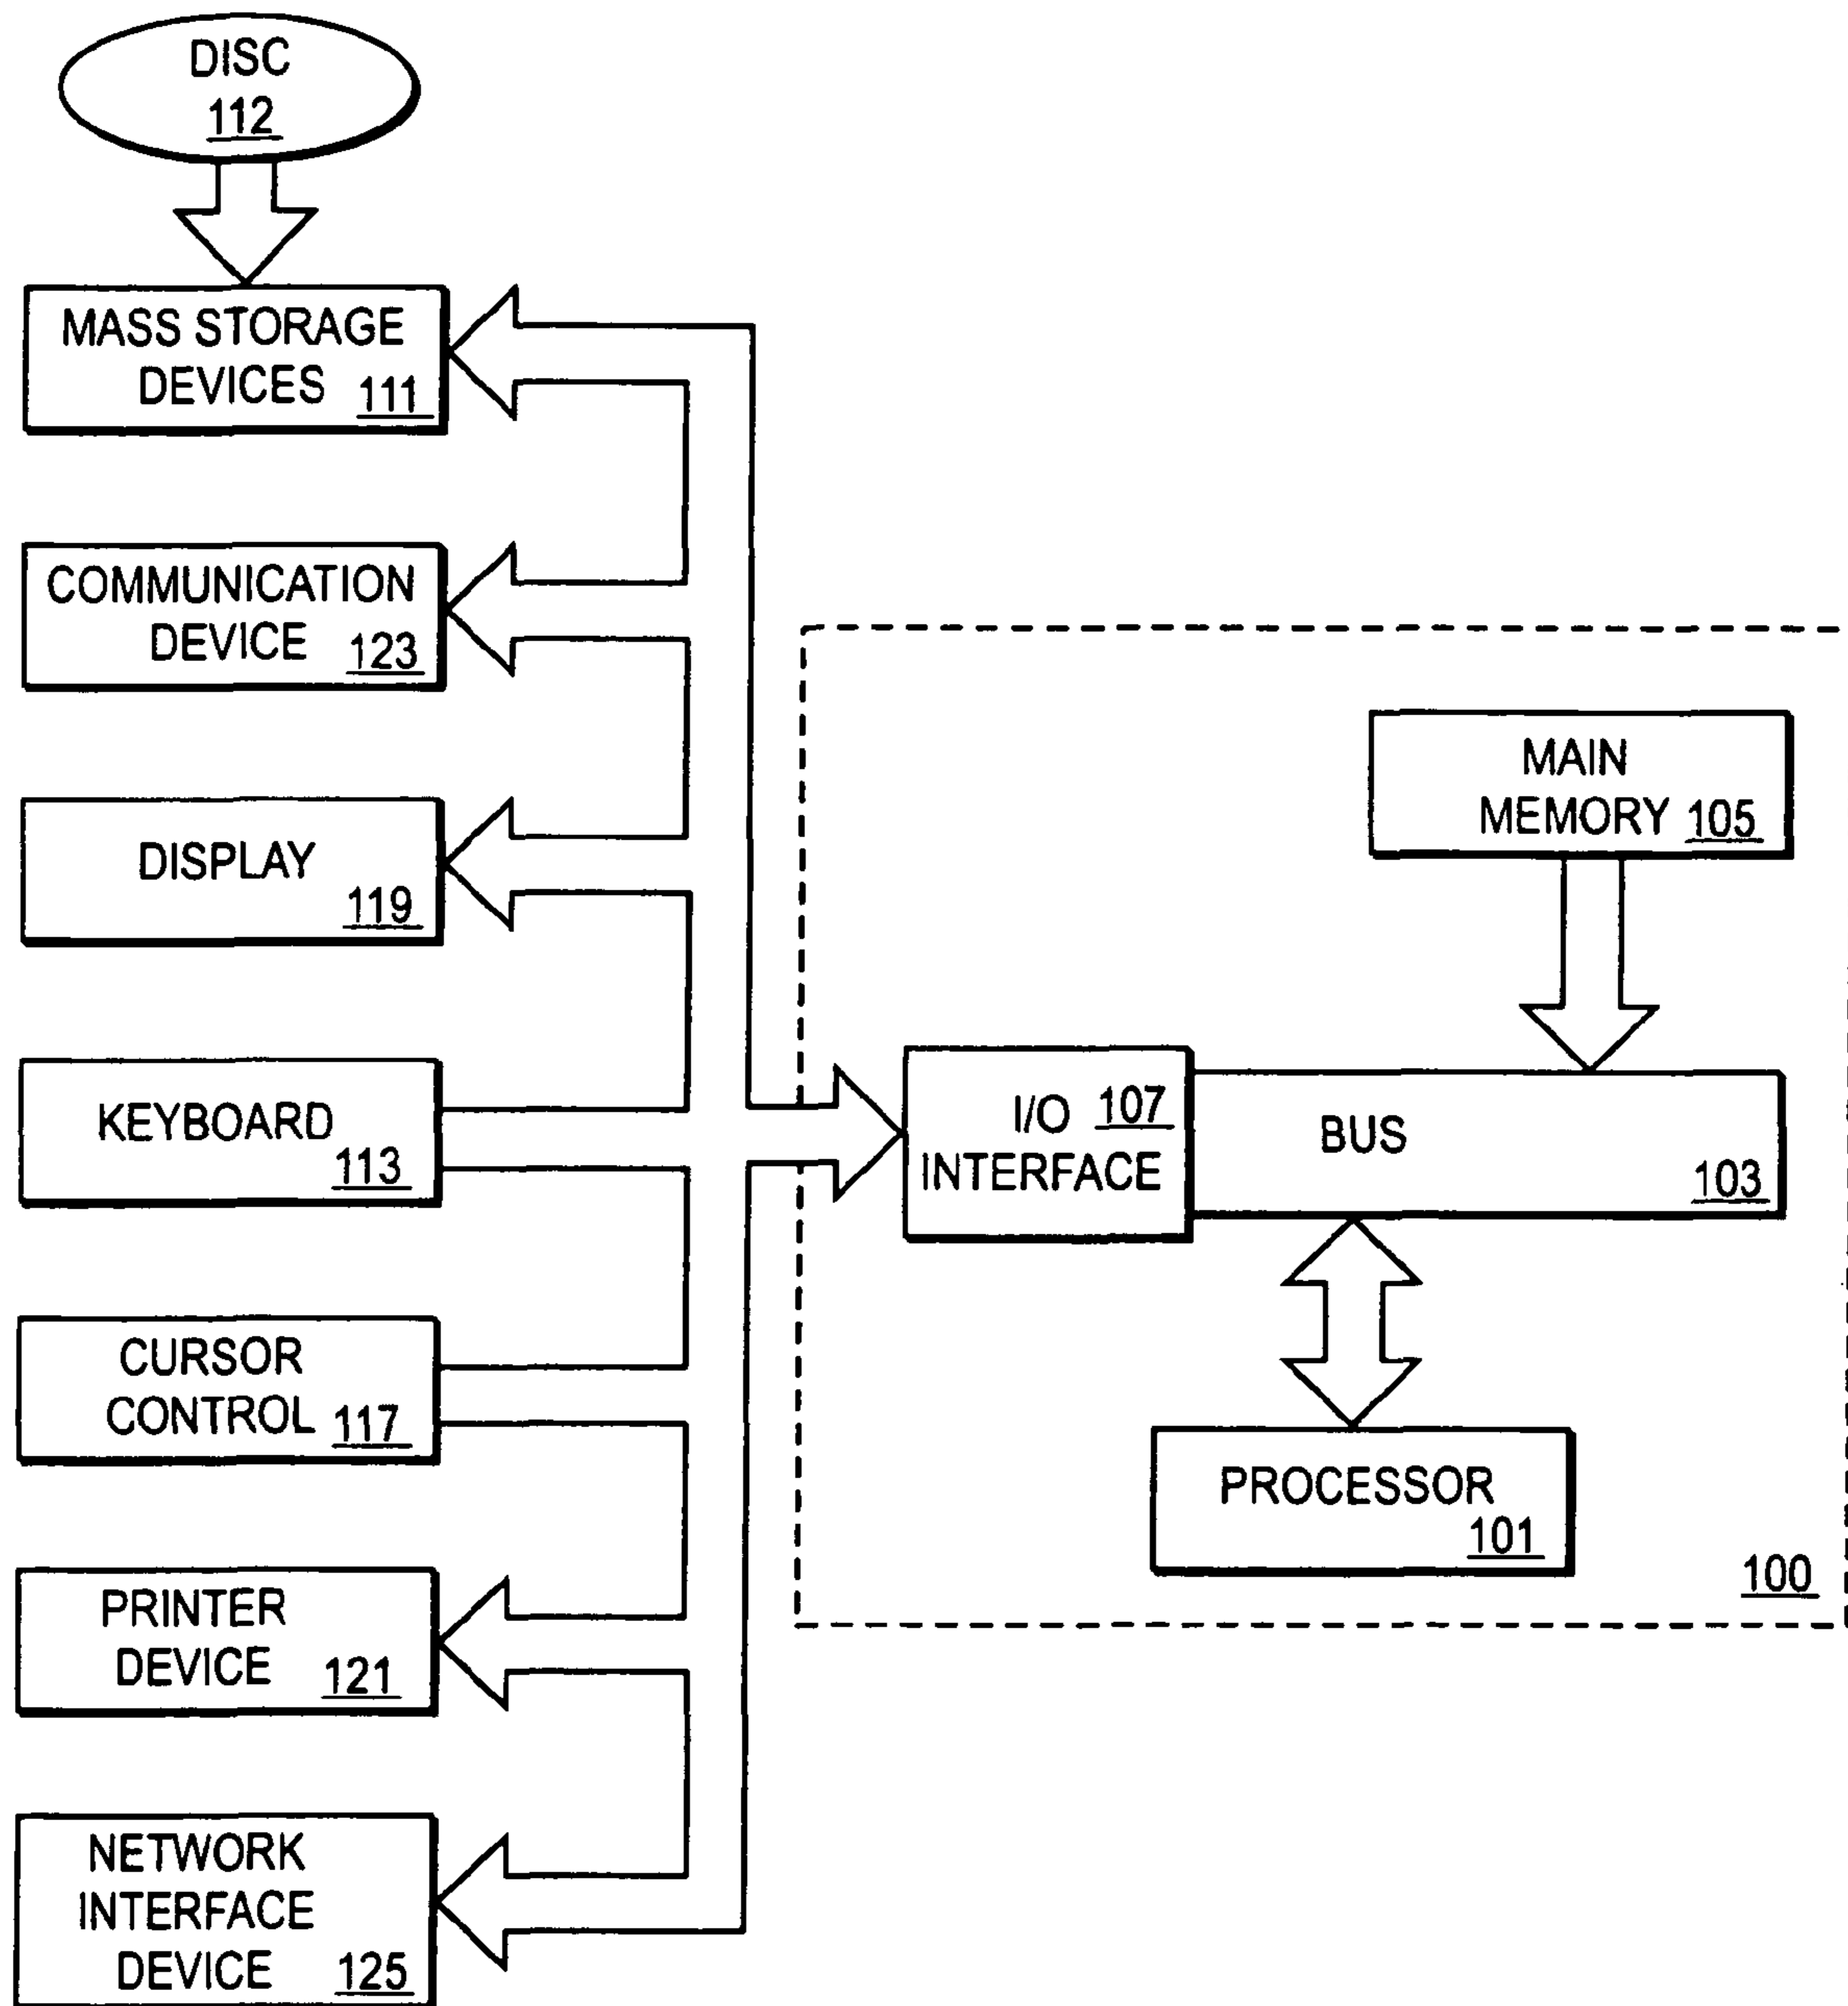 DISC
112
MASS STORAGE
DEVICES 111
COMMUNICATION
DEVICE 123
DISPLAY
119
KEYBOARD
113
CURSOR
CONTROL 117
PRINTER
DEVICE 121
NETWORK
INTERFACE
DEVICE 125
MAIN
MEMORY 105
I/O 107
INTERFACE
BUS
103
PROCESSOR
101
100